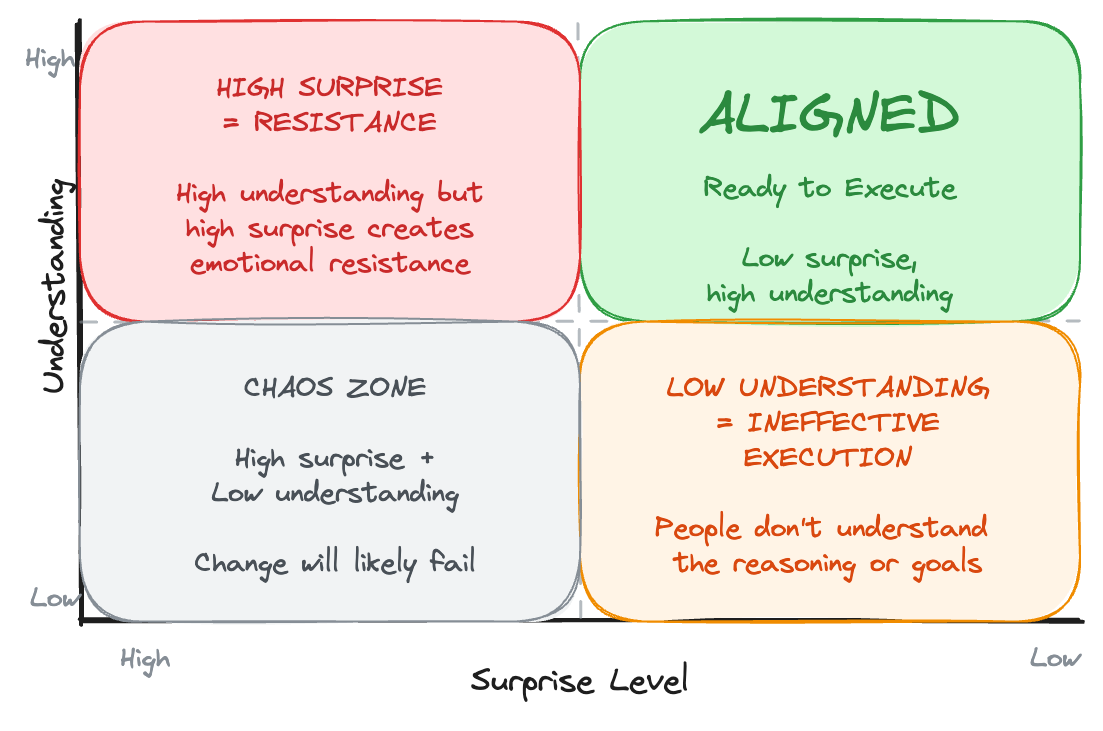 High
HIGH SURPRISE
= RESISTANCE
High understanding but
high surprise creates
emotional resistance
ALIGNED
Ready to Execute
Low surprise,
high understanding
Understanding
CHAOS ZONE
High surprise +
Low understanding
Change will likely fail
LOW UNDERSTANDING
= INEFFECTIVE
EXECUTION
People don't understand
the reasoning or goals
Low
High
Surprise Level
Low